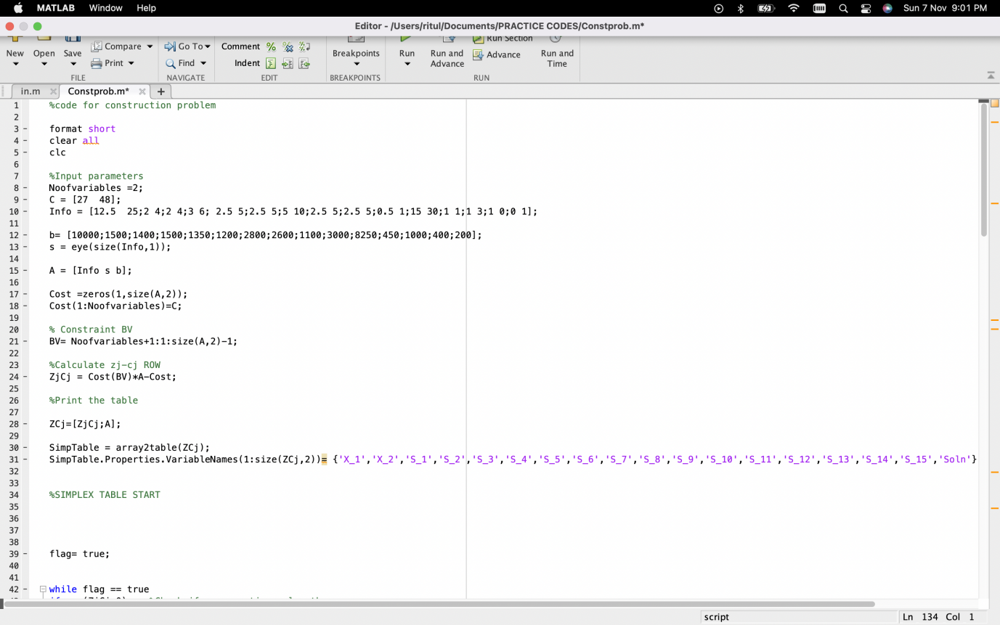 MATLAB Window Help Sun 7 Nov 9:01 PM
Editor - /Users/ritul/Documents/PRACTICE CODES/Constprob.m*
Compare Go To Comment Run Section
New Open Save Breakpoints Run Run and Advance Advance Run and Time
Print Find Indent
FILE NAVIGATE EDIT BREAKPOINTS RUN
in.m Constprob.m* +
1 %code for construction problem
2
3 - format short
4 - clear all
5 - clc
6
7 %Input parameters
8 - Noofvariables =2;
9 - C = [27  48];
10 - Info = [12.5  25;2 4;2 4;3 6; 2.5 5;2.5 5;5 10;2.5 5;2.5 5;0.5 1;15 30;1 1;1 3;1 0;0 1];
11
12 - b= [10000;1500;1400;1500;1350;1200;2800;2600;1100;3000;8250;450;1000;400;200];
13 - s = eye(size(Info,1));
14
15 - A = [Info s b];
16
17 - Cost =zeros(1,size(A,2));
18 - Cost(1:Noofvariables)=C;
19
20 % Constraint BV
21 - BV= Noofvariables+1:1:size(A,2)-1;
22
23 %Calculate zj-cj ROW
24 - ZjCj = Cost(BV)*A-Cost;
25
26 %Print the table
27
28 - ZCj=[ZjCj;A];
29
30 - SimpTable = array2table(ZCj);
31 - SimpTable.Properties.VariableNames(1:size(ZCj,2))= {'X_1','X_2','S_1','S_2','S_3','S_4','S_5','S_6','S_7','S_8','S_9','S_10','S_11','S_12','S_13','S_14','S_15','Soln'}
32
33
34 %SIMPLEX TABLE START
35
36
37
38
39 - flag= true;
40
41
42 - while flag == true
script Ln 134 Col 1